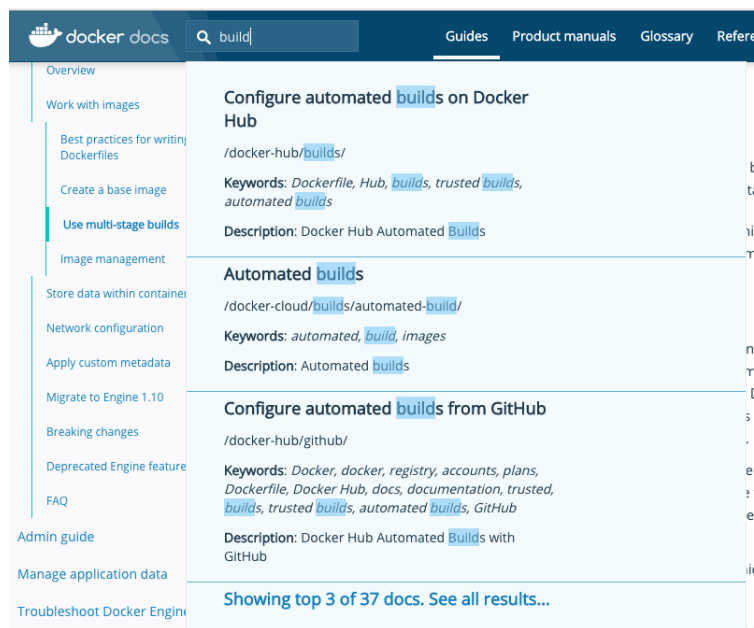 docker docs
build
Guides
Product manuals
Glossary
Overview
Work with images
Best practices for writing
Dockerfiles
Create a base image
Use multi-stage builds
Image management
Store data within container
Network configuration
Apply custom metadata
Migrate to Engine 1.10
Breaking changes
Deprecated Engine feature
FAQ
Admin guide
Manage application data
Troubleshoot Docker Engine
Configure automated builds on Docker
Hub
/docker-hub/builds/
Keywords: Dockerfile, Hub, builds, trusted builds,
automated builds
Description: Docker Hub Automated Builds
Automated builds
/docker-cloud/builds/automated-build/
Keywords: automated, build, images
Description: Automated builds
Configure automated builds from GitHub
/docker-hub/github/
Keywords: Docker, docker, registry, accounts, plans,
Dockerfile, Docker Hub, docs, documentation, trusted,
builds, trusted builds, automated builds, GitHub
Description: Docker Hub Automated Builds with
GitHub
Showing top 3 of 37 docs. See all results...